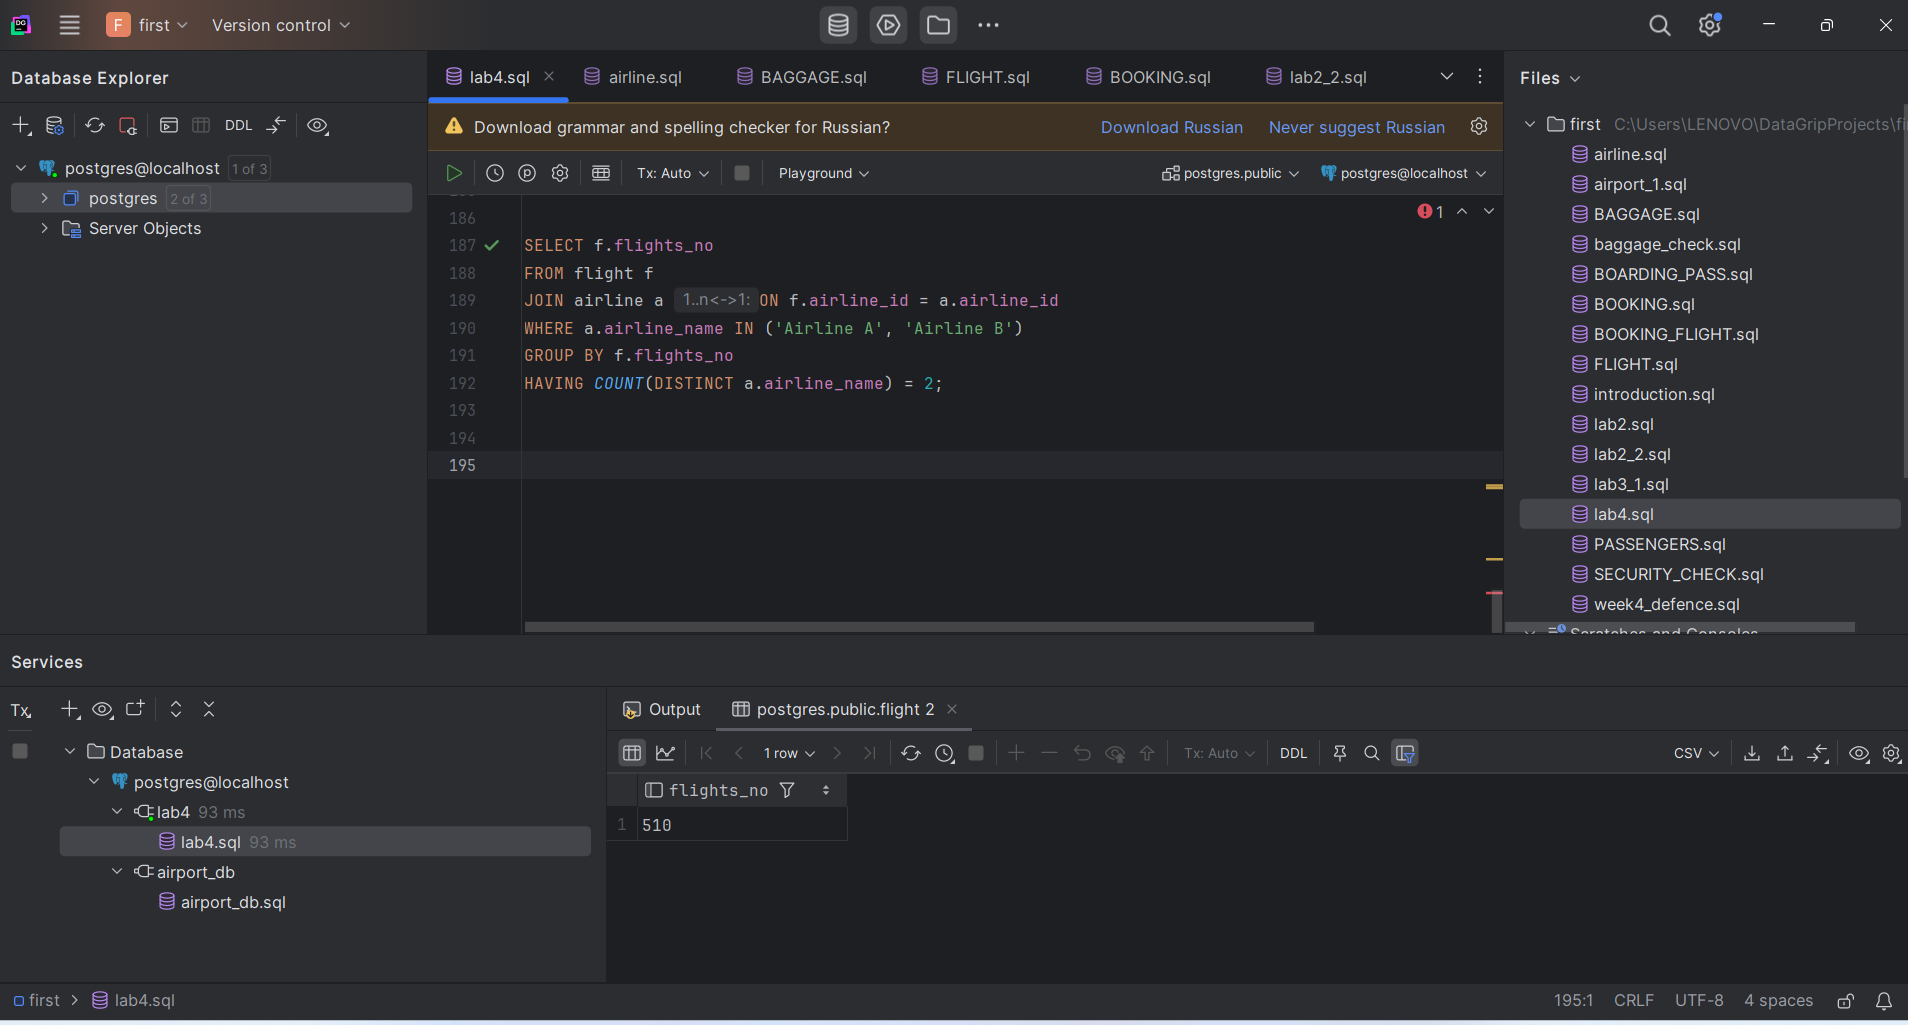 F first Version control
Database Explorer
lab4.sql airline.sql BAGGAGE.sql FLIGHT.sql BOOKING.sql lab2_2.sql
Files
DDL
Download grammar and spelling checker for Russian? Download Russian Never suggest Russian
Tx: Auto Playground postgres.public postgres@localhost
postgres@localhost 1 of 3
postgres 2 of 3
Server Objects
1
186
187 SELECT f.flights_no
188 FROM flight f
189 JOIN airline a 1..n<->1: ON f.airline_id = a.airline_id
190 WHERE a.airline_name IN ('Airline A', 'Airline B')
191 GROUP BY f.flights_no
192 HAVING COUNT(DISTINCT a.airline_name) = 2;
193
194
195
first C:\Users\LENOVO\DataGripProjects\fi
airline.sql
airport_1.sql
BAGGAGE.sql
baggage_check.sql
BOARDING_PASS.sql
BOOKING.sql
BOOKING_FLIGHT.sql
FLIGHT.sql
introduction.sql
lab2.sql
lab2_2.sql
lab3_1.sql
lab4.sql
PASSENGERS.sql
SECURITY_CHECK.sql
week4_defence.sql
Scratches and Consoles
Services
Tx
Database
postgres@localhost
lab4 93 ms
lab4.sql 93 ms
airport_db
airport_db.sql
Output postgres.public.flight 2
1 row Tx: Auto DDL CSV
flights_no
1 510
first > lab4.sql
195:1 CRLF UTF-8 4 spaces